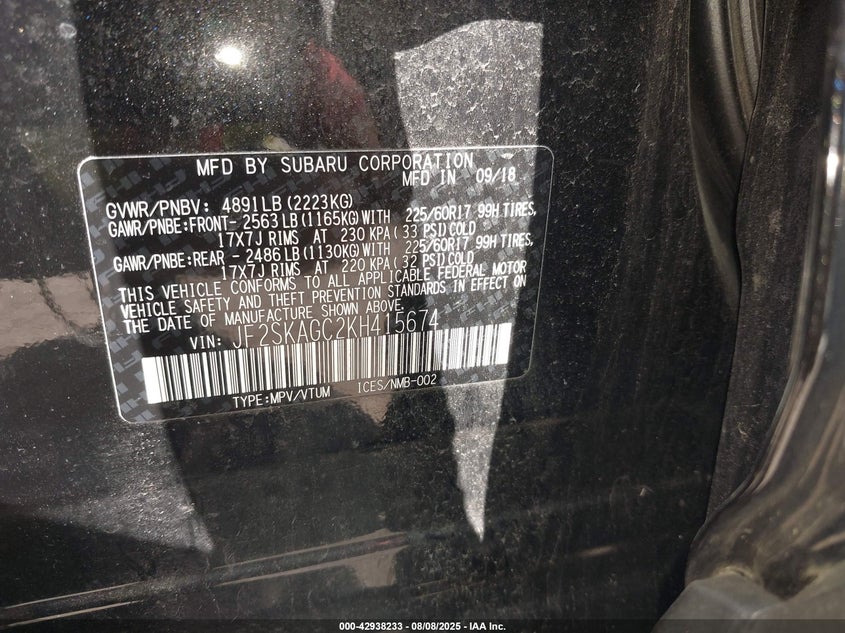 MFD BY SUBARU CORPORATION
MFD IN 09/18
GVWR/PNBV: 4891LB (2223KG)
GAWR/PNBE:FRONT- 2563LB (1165KG) WITH 225/60R17 99H TIRES,
17X7J RIMS AT 230 KPA( 33 PSI) COLD
GAWR/PNBE:REAR - 2486LB (1130KG) WITH 225/60R17 99H TIRES,
17X7J RIMS AT 220 KPA( 32 PSI) COLD
THIS VEHICLE CONFORMS TO ALL APPLICABLE FEDERAL MOTOR
VEHICLE SAFETY AND THEFT PREVENTION STANDARDS IN EFFECT ON
THE DATE OF MANUFACTURE SHOWN ABOVE.
VIN: JF2SKAGC2KH415674
TYPE:MPV/VTUM ICES/NMB-002
000-42938233 - 08/08/2025 - IAA Inc.